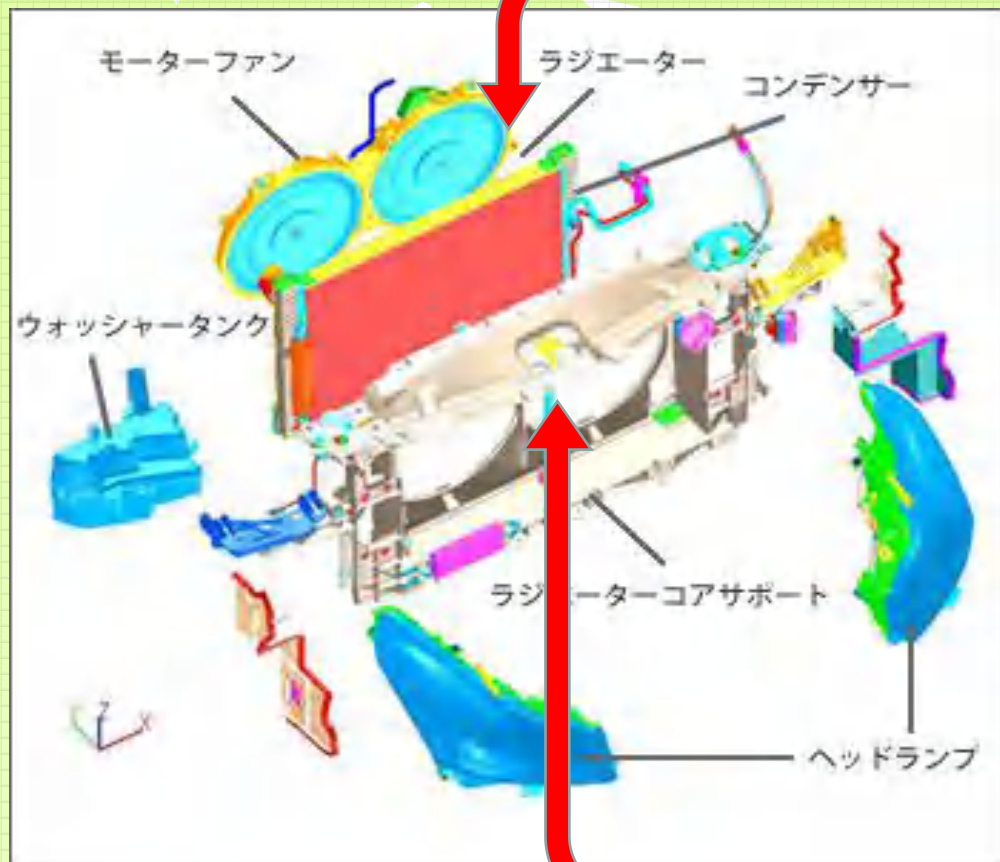 モーターファン
ラジエーター
コンデンサー
ウォッシャータンク
ラジエーターコアサポート
ヘッドランプ
Z
X